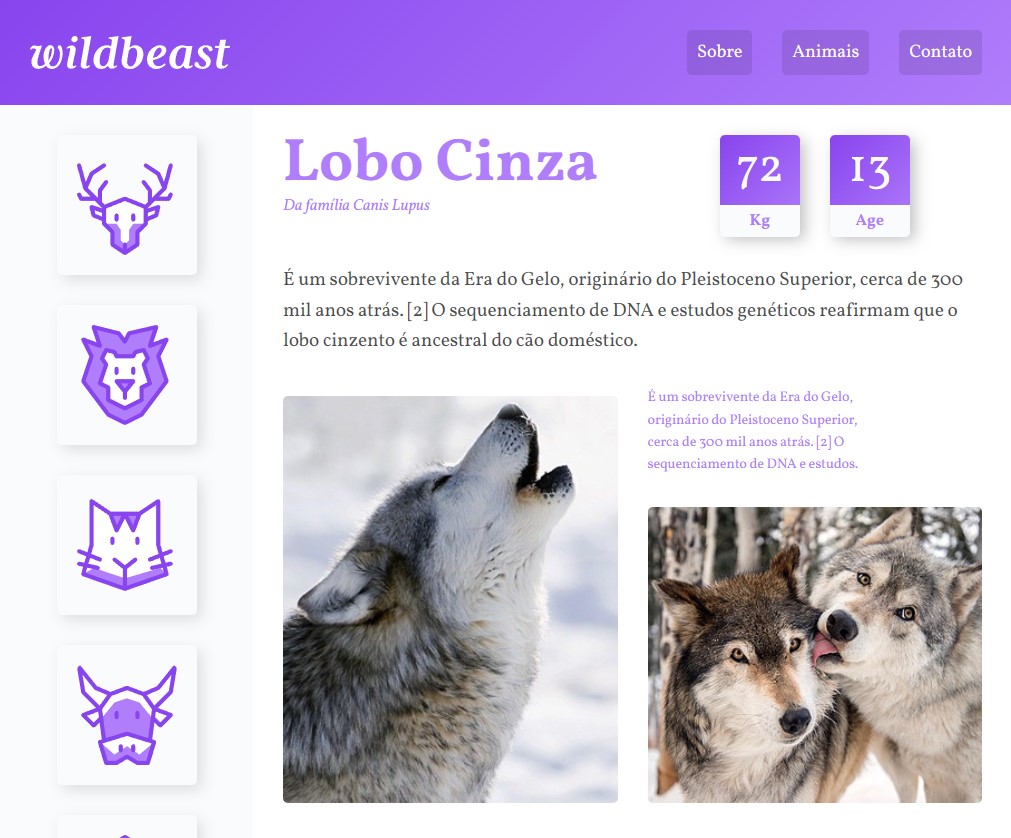 wildbeast
Sobre
Animais
Contato
Lobo Cinza
Da família Canis Lupus
72
Kg
13
Age
É um sobrevivente da Era do Gelo, originário do Pleistoceno Superior, cerca de 300
mil anos atrás. [2] O sequenciamento de DNA e estudos genéticos reafirmam que o
lobo cinzento é ancestral do cão doméstico.
É um sobrevivente da Era do Gelo,
originário do Pleistoceno Superior,
cerca de 300 mil anos atrás. [2] O
sequenciamento de DNA e estudos.